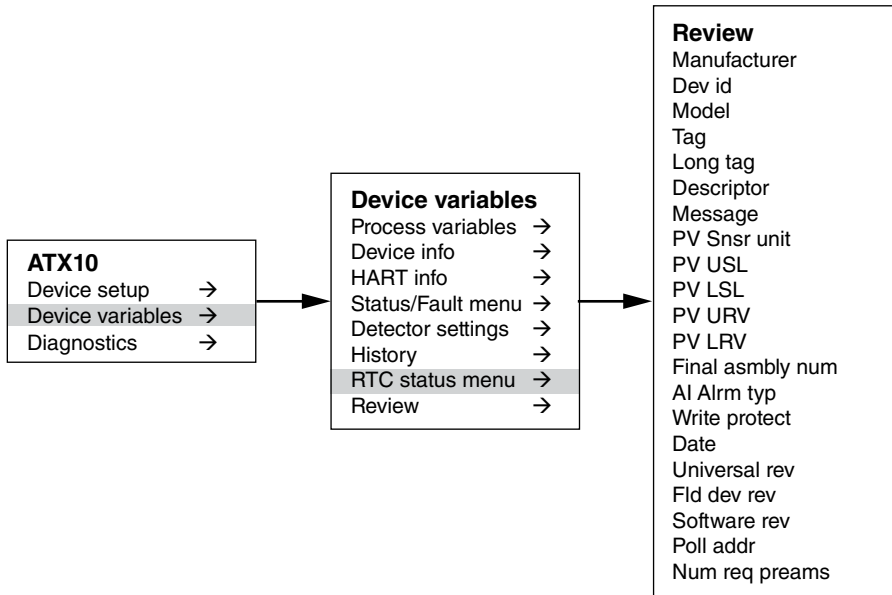 ATX10
Device setup →
Device variables →
Diagnostics →
Device variables
Process variables →
Device info →
HART info →
Status/Fault menu →
Detector settings →
History →
RTC status menu →
Review →
Review
Manufacturer
Dev id
Model
Tag
Long tag
Descriptor
Message
PV Snsr unit
PV USL
PV LSL
PV URV
PV LRV
Final asmbly num
AI Alrm typ
Write protect
Date
Universal rev
Fld dev rev
Software rev
Poll addr
Num req preams